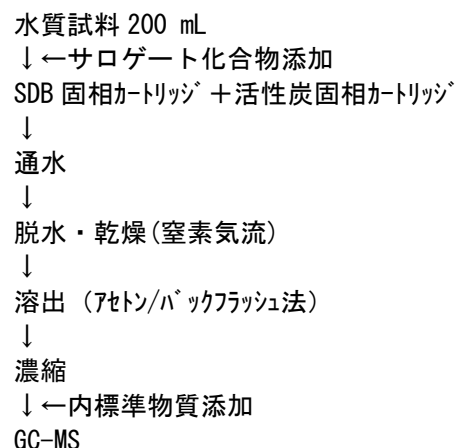 水質試料 200 mL
↓←サロゲート化合物添加
SDB 固相ｶｰﾄﾘｯｼﾞ＋活性炭固相ｶｰﾄﾘｯｼﾞ
↓
通水
↓
脱水・乾燥(窒素気流)
↓
溶出 （ｱｾﾄﾝ/ﾊﾞｯｸﾌﾗｯｼｭ法）
↓
濃縮
↓←内標準物質添加
GC-MS